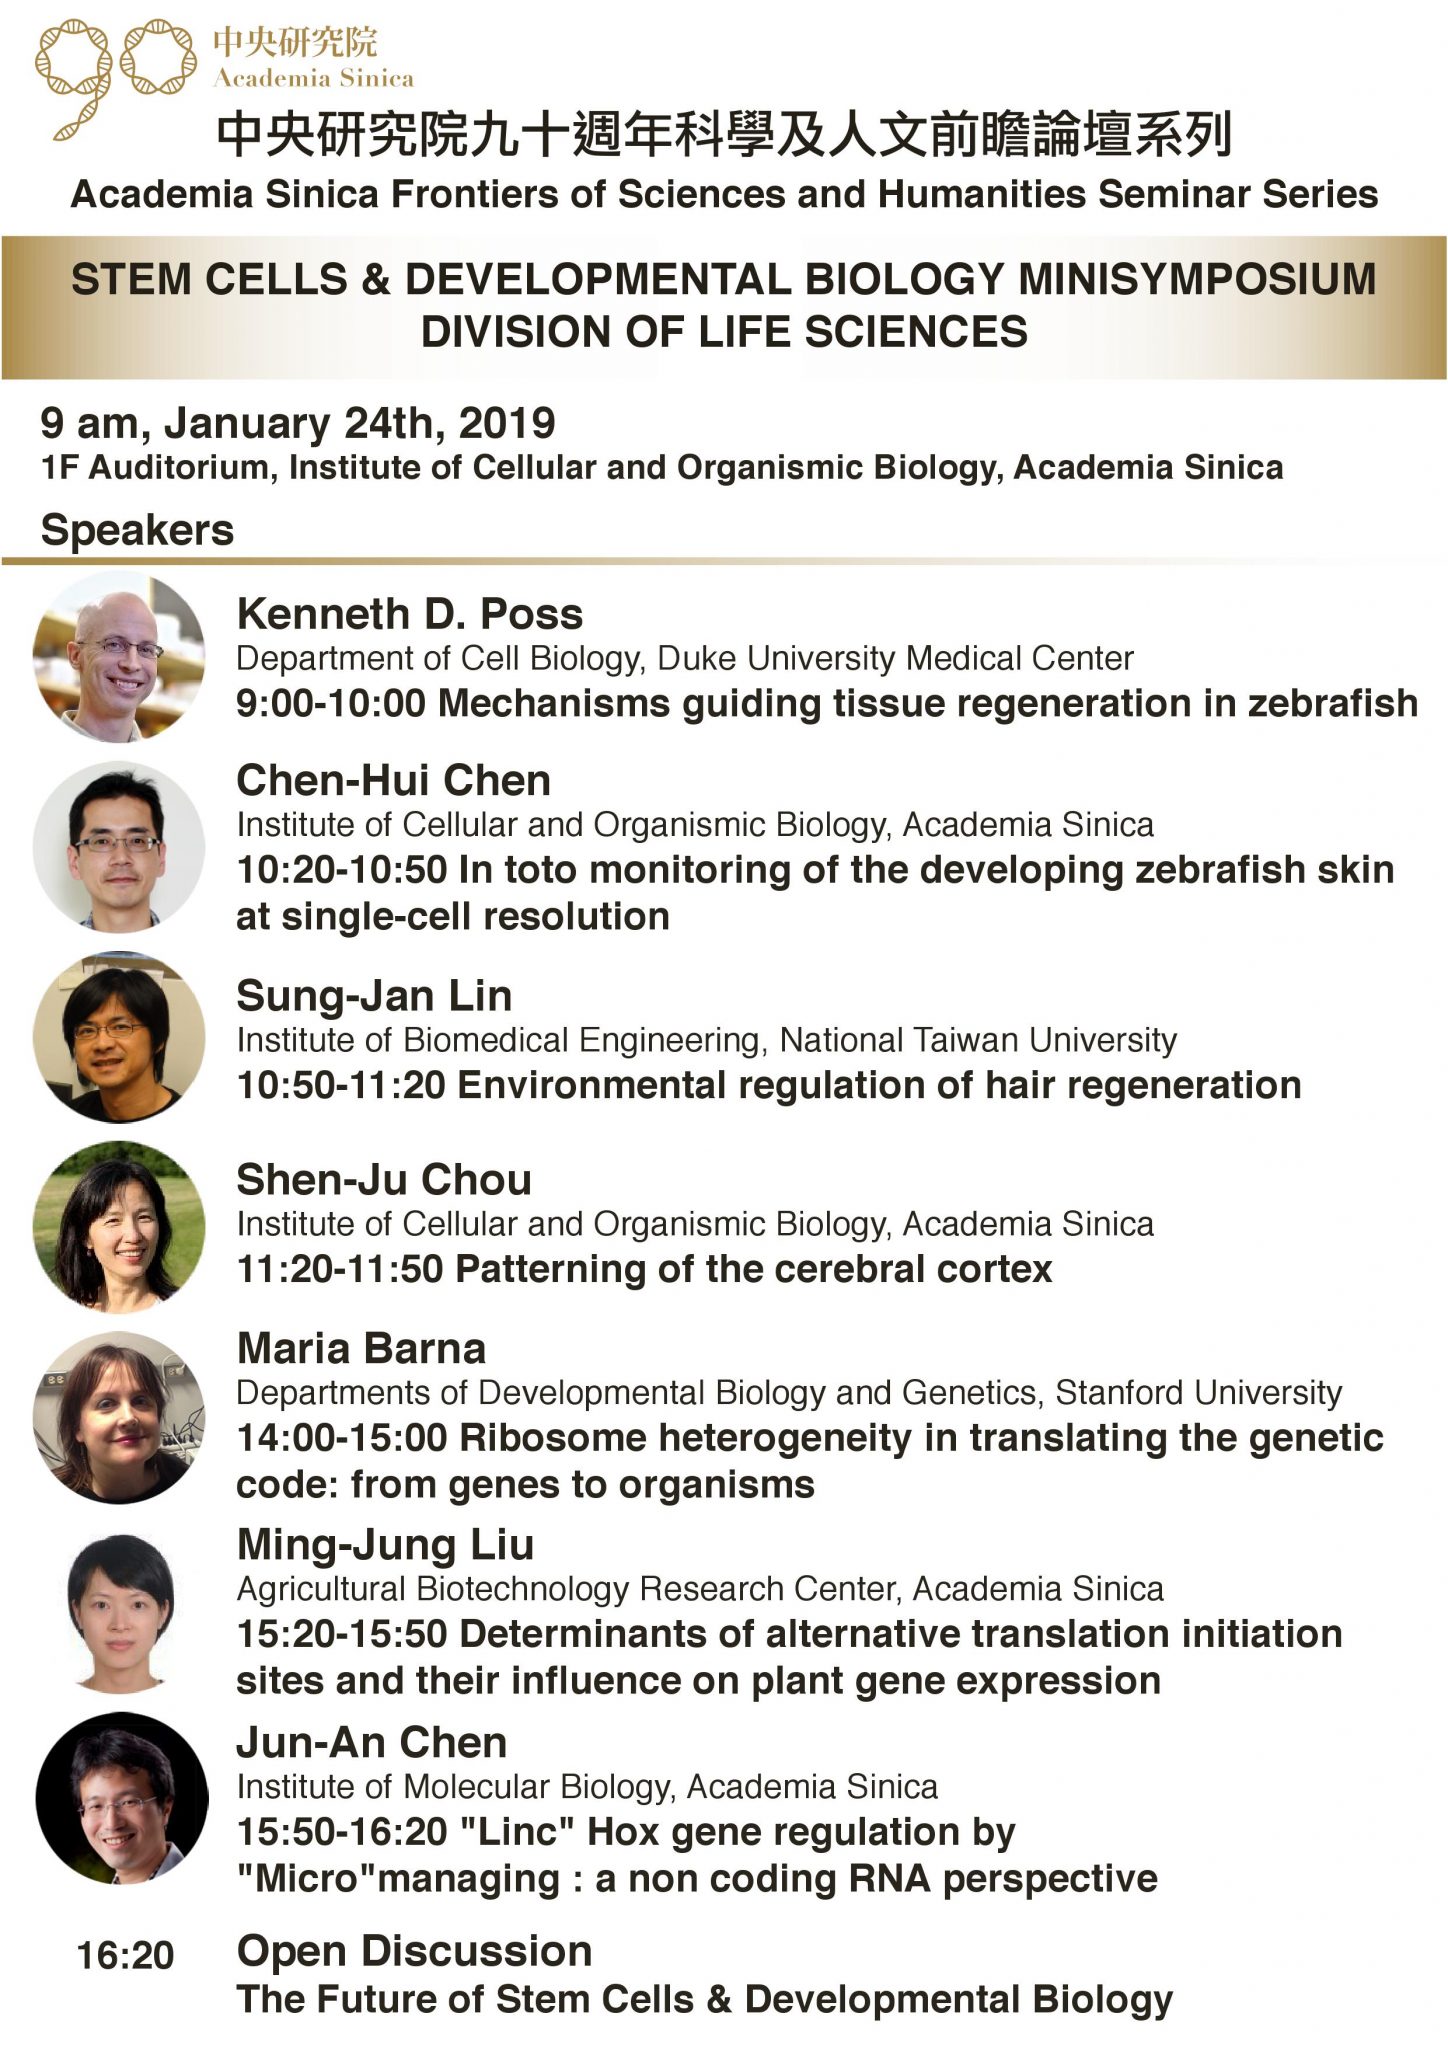 中央研究院
Academia Sinica
中央研究院九十週年科學及人文前瞻論壇系列
Academia Sinica Frontiers of Sciences and Humanities Seminar Series
STEM CELLS & DEVELOPMENTAL BIOLOGY MINISYMPOSIUM
DIVISION OF LIFE SCIENCES
9 am, January 24th, 2019
1F Auditorium, Institute of Cellular and Organismic Biology, Academia Sinica
Speakers
Kenneth D. Poss
Department of Cell Biology, Duke University Medical Center
9:00-10:00 Mechanisms guiding tissue regeneration in zebrafish
Chen-Hui Chen
Institute of Cellular and Organismic Biology, Academia Sinica
10:20-10:50 In toto monitoring of the developing zebrafish skin
at single-cell resolution
Sung-Jan Lin
Institute of Biomedical Engineering, National Taiwan University
10:50-11:20 Environmental regulation of hair regeneration
Shen-Ju Chou
Institute of Cellular and Organismic Biology, Academia Sinica
11:20-11:50 Patterning of the cerebral cortex
Maria Barna
Departments of Developmental Biology and Genetics, Stanford University
14:00-15:00 Ribosome heterogeneity in translating the genetic
code: from genes to organisms
Ming-Jung Liu
Agricultural Biotechnology Research Center, Academia Sinica
15:20-15:50 Determinants of alternative translation initiation
sites and their influence on plant gene expression
Jun-An Chen
Institute of Molecular Biology, Academia Sinica
15:50-16:20 "Linc" Hox gene regulation by
"Micro"managing : a non coding RNA perspective
16:20 Open Discussion
The Future of Stem Cells & Developmental Biology